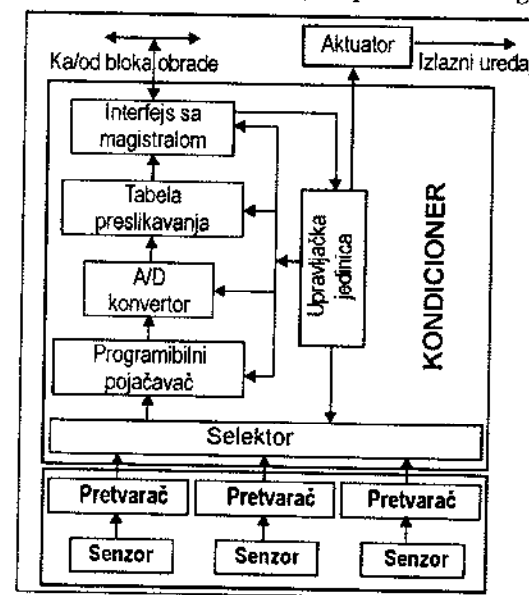 Aktuator
Ka/od bloka obrade
Izlazni uređaj
Interfejs sa
magistralom
Tabela
preslikavanja
A/D
konvertor
Programibilni
pojačavač
Upravljačka
jedinica
KONDICIONER
Selektor
Pretvarač
Pretvarač
Pretvarač
Senzor
Senzor
Senzor